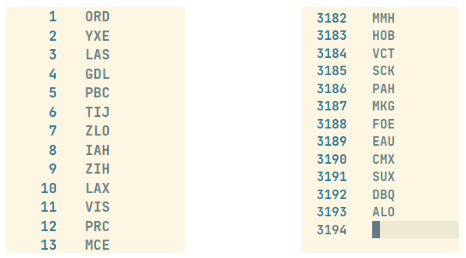 1 ORD
2 YXE
3 LAS
4 GDL
5 PBC
6 TIJ
7 ZLO
8 IAH
9 ZIH
10 LAX
11 VIS
12 PRC
13 MCE
3182 MMH
3183 HOB
3184 VCT
3185 SCK
3186 PAH
3187 MKG
3188 FOE
3189 EAU
3190 CMX
3191 SUX
3192 DBQ
3193 ALO
3194